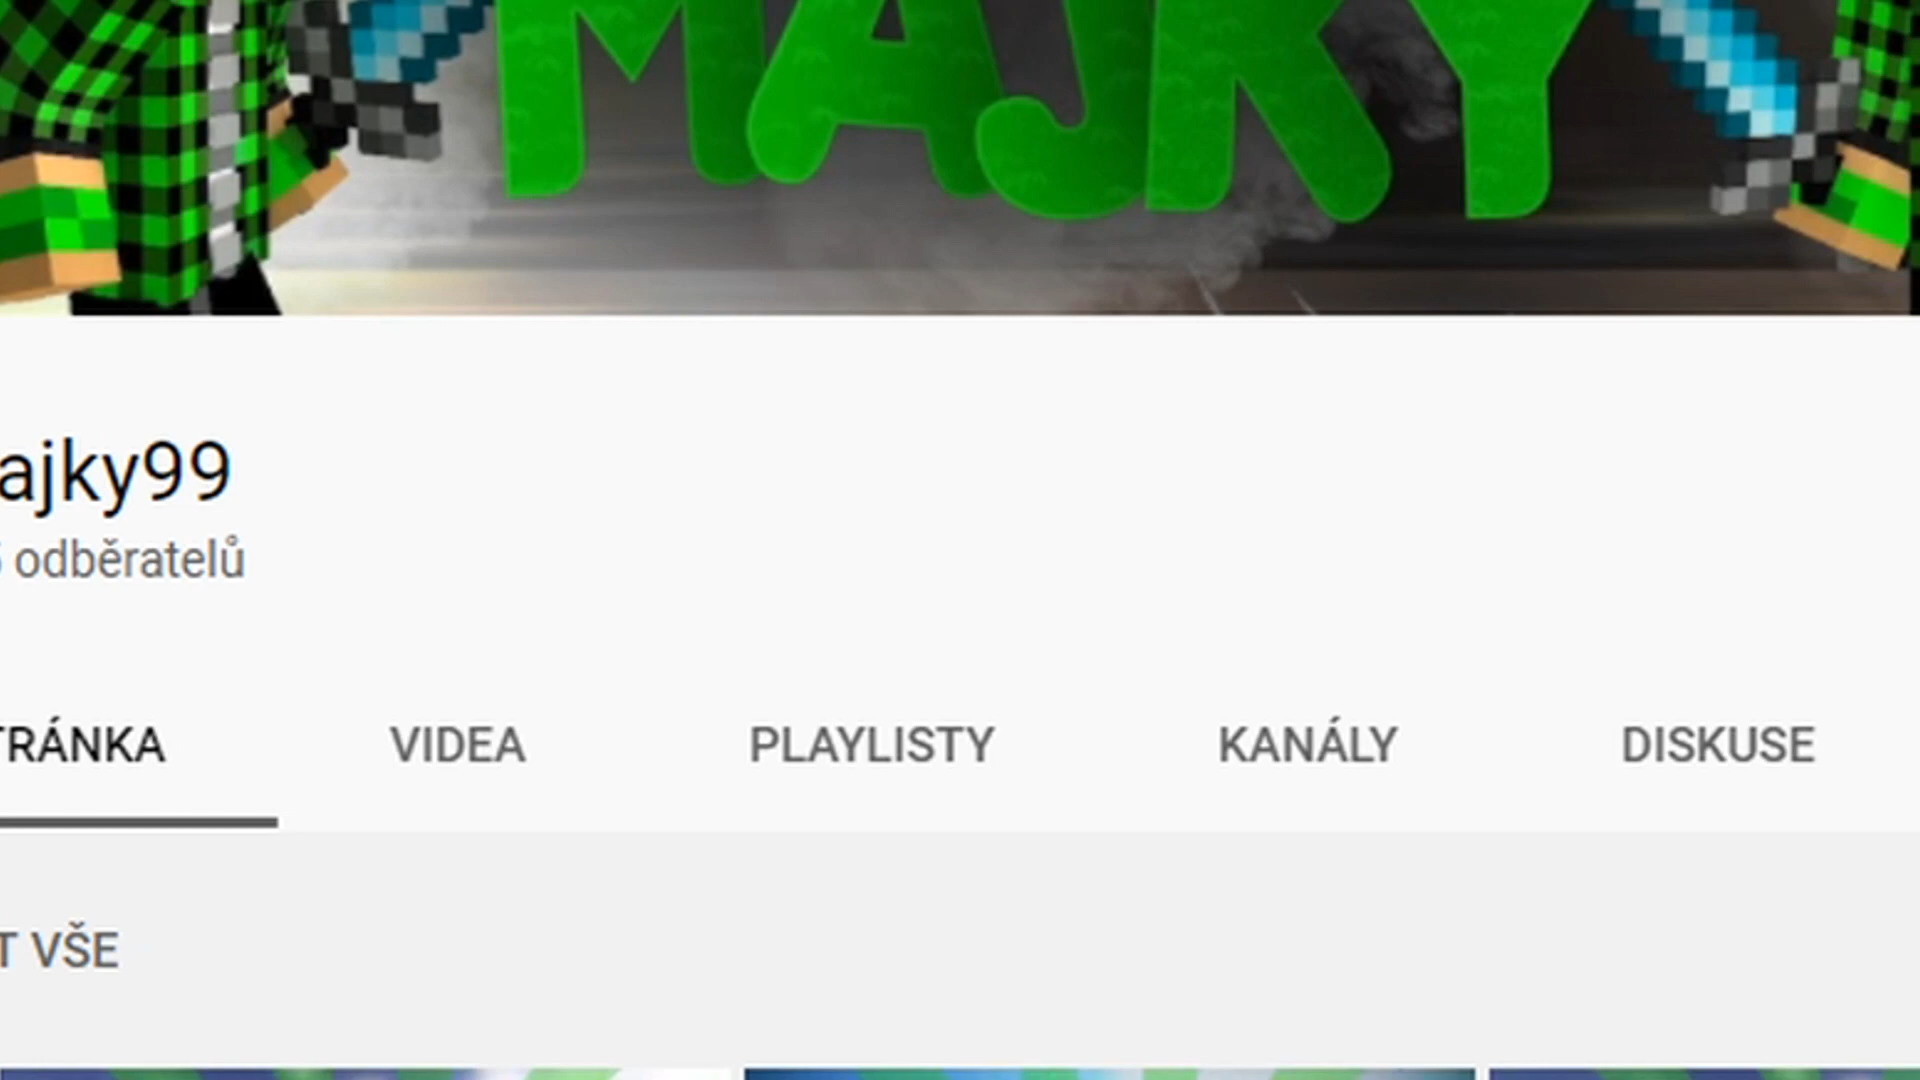 MAJKY
ajky99
odběratelů
TRÁNKA VIDEA PLAYLISTY KANÁLY DISKUSE
T VŠE